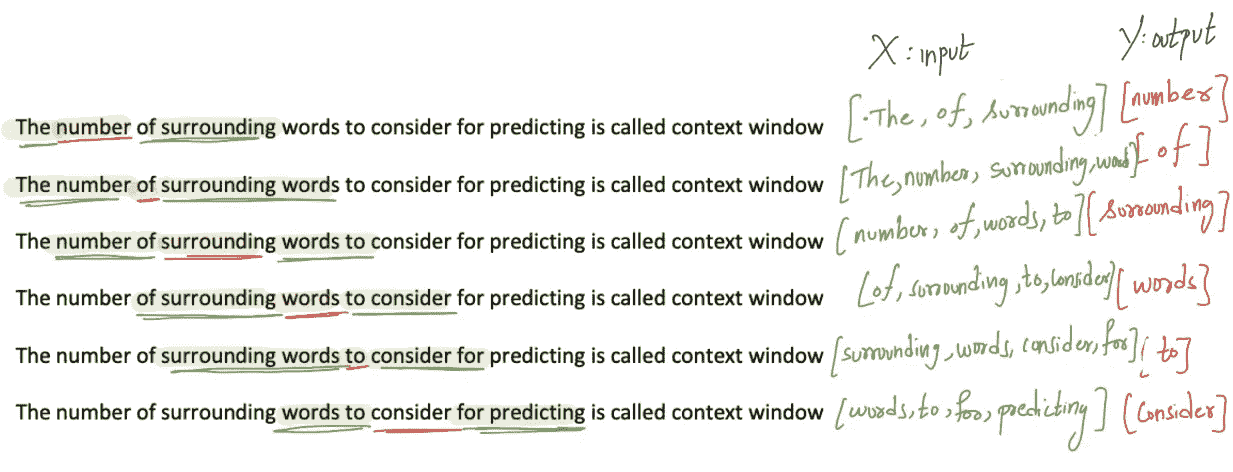 X : input Y: output
The number of surrounding words to consider for predicting is called context window [.The, of, surrounding] [number]
The number of surrounding words to consider for predicting is called context window [The, number, surrounding, word] [of]
The number of surrounding words to consider for predicting is called context window [number, of, words, to] [surrounding]
The number of surrounding words to consider for predicting is called context window [of, surrounding, to, consider] [words]
The number of surrounding words to consider for predicting is called context window [surrounding, words, consider, for] [to]
The number of surrounding words to consider for predicting is called context window [words, to, for, predicting] [Consider]